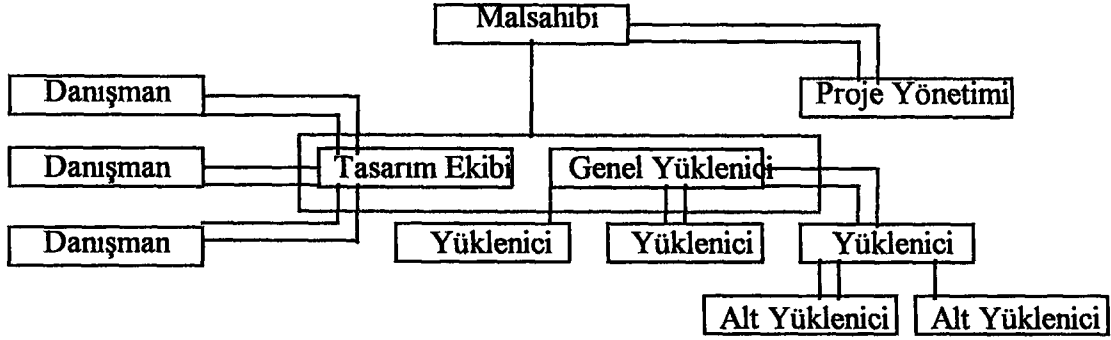 Malsahibi
Danışman
Proje Yönetimi
Danışman
Tasarım Ekibi
Genel Yüklenici
Danışman
Yüklenici
Yüklenici
Yüklenici
Alt Yüklenici
Alt Yüklenici